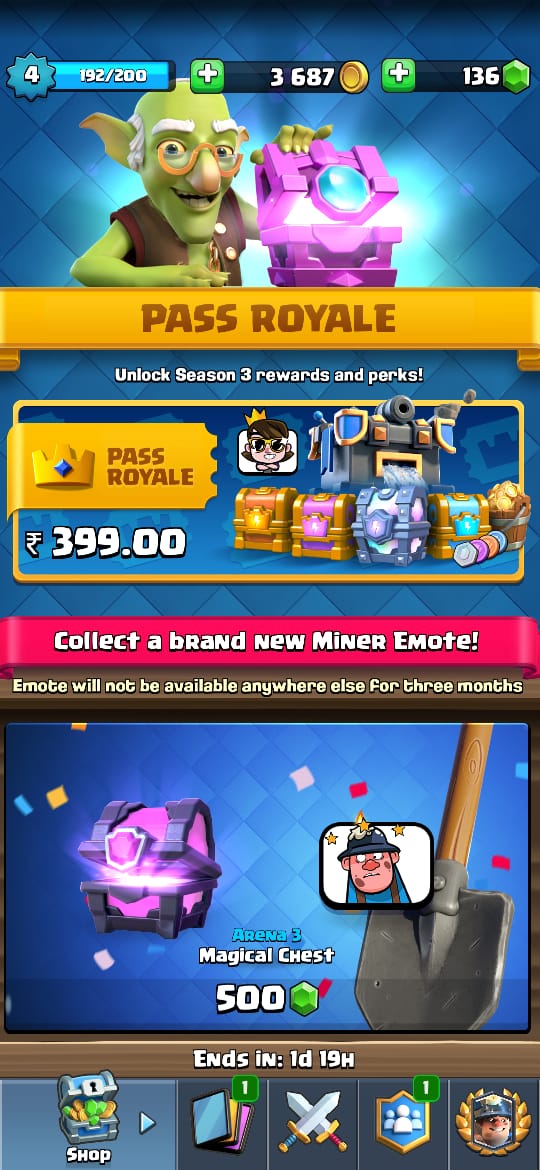 4
192/200
3 687
136
PASS ROYALE
Unlock Season 3 rewards and perks!
PASS
ROYALE
₹ 399.00
Collect a brand new Miner Emote!
Emote will not be available anywhere else for three months
Arena 3
Magical Chest
500
Ends in: 1d 19h
1
1
Shop